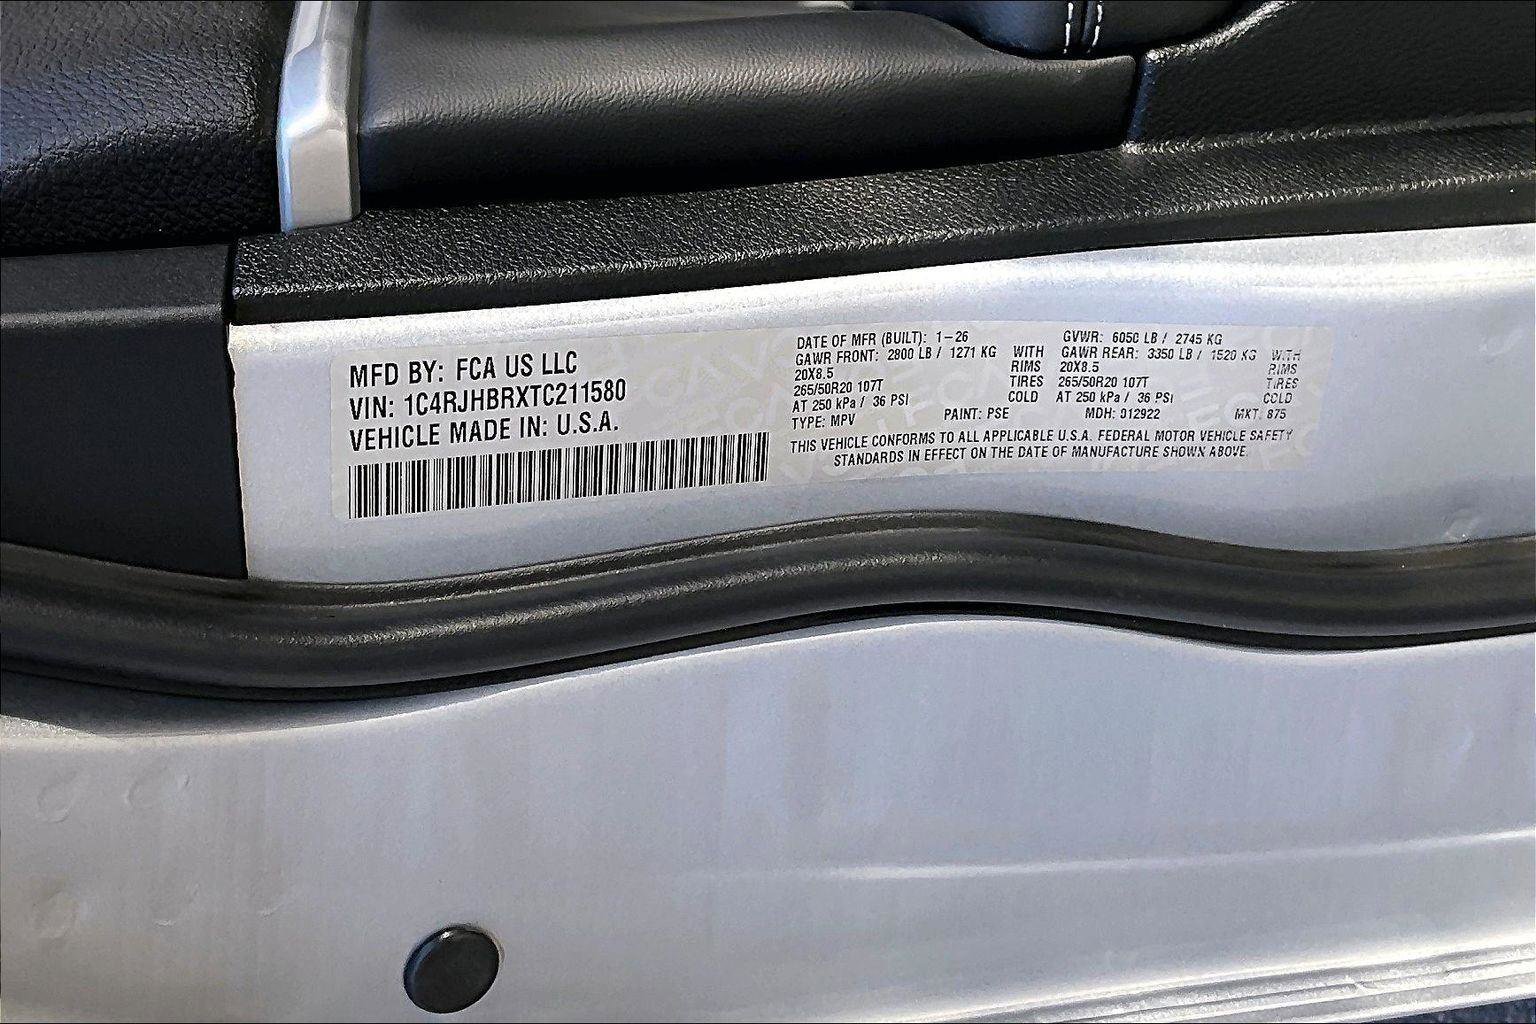 MFD BY: FCA US LLC
VIN: 1C4RJHBRXTC211580
VEHICLE MADE IN: U.S.A.
DATE OF MFR (BUILT): 1-26 GVWR: 6050 LB / 2745 KG
GAWR FRONT: 2800 LB / 1271 KG WITH GAWR REAR: 3350 LB / 1520 KG WITH
20X8.5 RIMS 20X8.5 RIMS
265/50R20 107T TIRES 265/50R20 107T TIRES
AT 250 kPa / 36 PSI COLD AT 250 kPa / 36 PSI COLD
TYPE: MPV PAINT: PSE MDH: 012922 MKT: 875
THIS VEHICLE CONFORMS TO ALL APPLICABLE U.S.A. FEDERAL MOTOR VEHICLE SAFETY
STANDARDS IN EFFECT ON THE DATE OF MANUFACTURE SHOWN ABOVE.